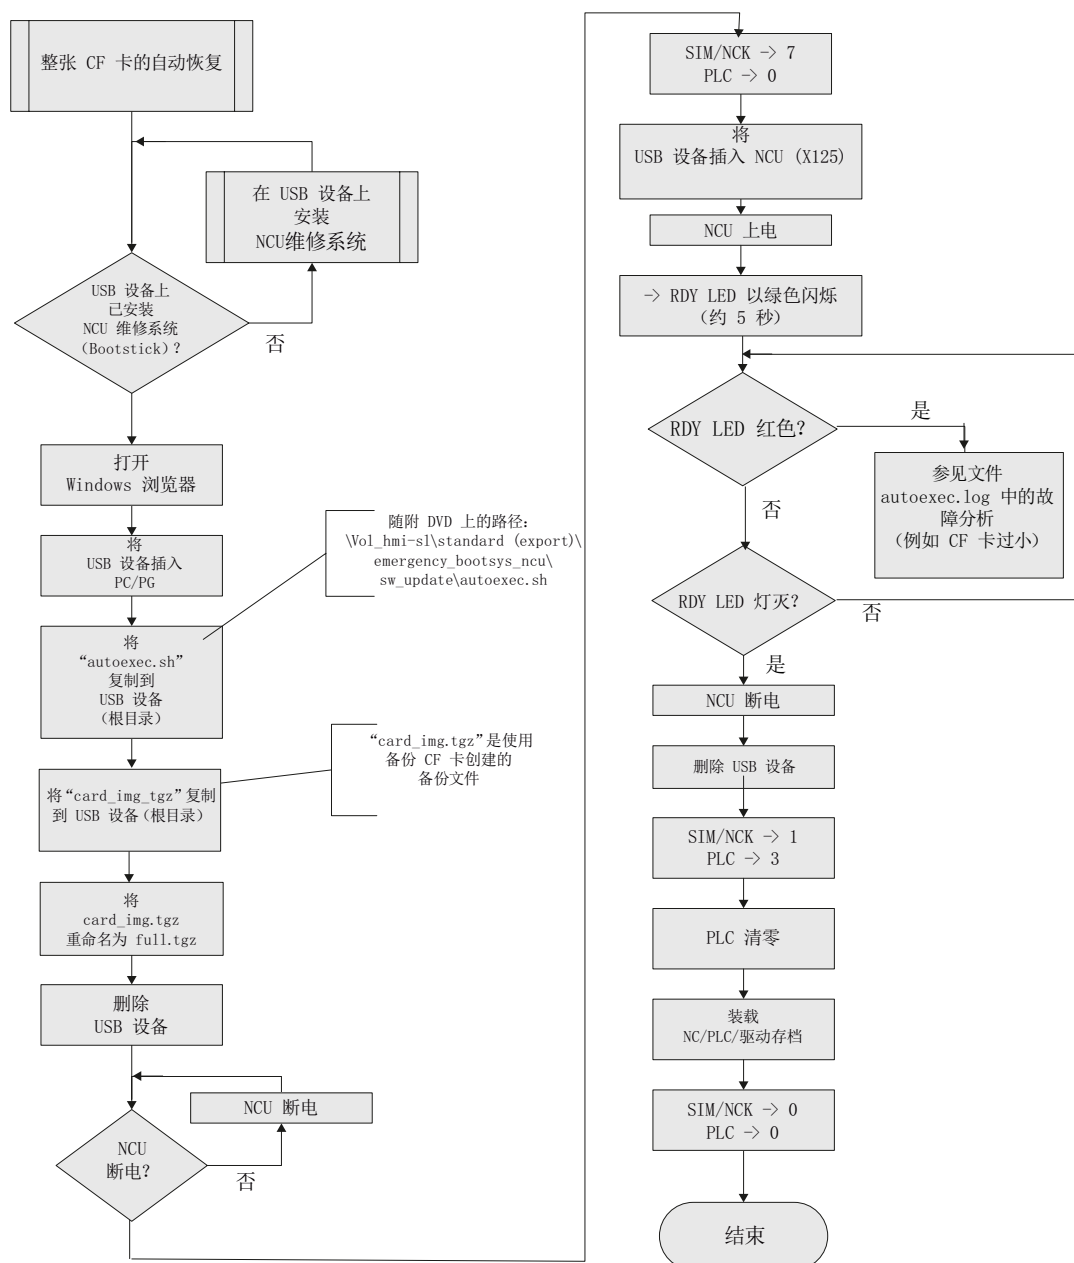 整张 CF 卡的自动恢复
在 USB 设备上
安装
NCU维修系统
USB 设备上
已安装
NCU 维修系统
(Bootstick)?
否
打开
Windows 浏览器
将
USB 设备插入
PC/PG
随附 DVD 上的路径:
\Vol_hmi-sl\standard (export)\
emergency_bootsys_ncu\
sw_update\autoexec.sh
将
“autoexec.sh”
复制到
USB 设备
(根目录)
“card_img.tgz”是使用
备份 CF 卡创建的
备份文件
将“card_img_tgz”复制
到 USB 设备(根目录)
将
card_img.tgz
重命名为 full.tgz
删除
USB 设备
NCU 断电
NCU
断电?
否
SIM/NCK -> 7
PLC -> 0
将
USB 设备插入 NCU (X125)
NCU 上电
-> RDY LED 以绿色闪烁
(约 5 秒)
RDY LED 红色?
是
参见文件
autoexec.log 中的故
障分析
(例如 CF 卡过小)
否
RDY LED 灯灭?
否
是
NCU 断电
删除 USB 设备
SIM/NCK -> 1
PLC -> 3
PLC 清零
装载
NC/PLC/驱动存档
SIM/NCK -> 0
PLC -> 0
结束